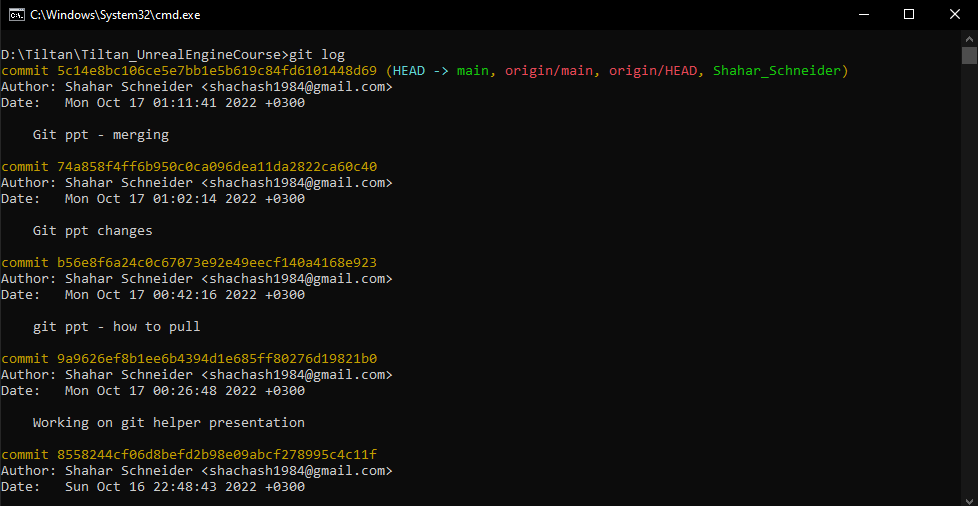 C:\Windows\System32\cmd.exe
D:\Tiltan\Tiltan_UnrealEngineCourse>git log
commit 5c14e8bc106ce5e7bb1e5b619c84fd6101448d69 (HEAD -> main, origin/main, origin/HEAD, Shahar_Schneider)
Author: Shahar Schneider <shachash1984@gmail.com>
Date:   Mon Oct 17 01:11:41 2022 +0300
Git ppt - merging
commit 74a858f4ff6b950c0ca096dea11da2822ca60c40
Author: Shahar Schneider <shachash1984@gmail.com>
Date:   Mon Oct 17 01:02:14 2022 +0300
Git ppt changes
commit b56e8f6a24c0c67073e92e49eecf140a4168e923
Author: Shahar Schneider <shachash1984@gmail.com>
Date:   Mon Oct 17 00:42:16 2022 +0300
git ppt - how to pull
commit 9a9626ef8b1ee6b4394d1e685ff80276d19821b0
Author: Shahar Schneider <shachash1984@gmail.com>
Date:   Mon Oct 17 00:26:48 2022 +0300
Working on git helper presentation
commit 8558244cf06d8befd2b98e09abcf278995c4c11f
Author: Shahar Schneider <shachash1984@gmail.com>
Date:   Sun Oct 16 22:48:43 2022 +0300